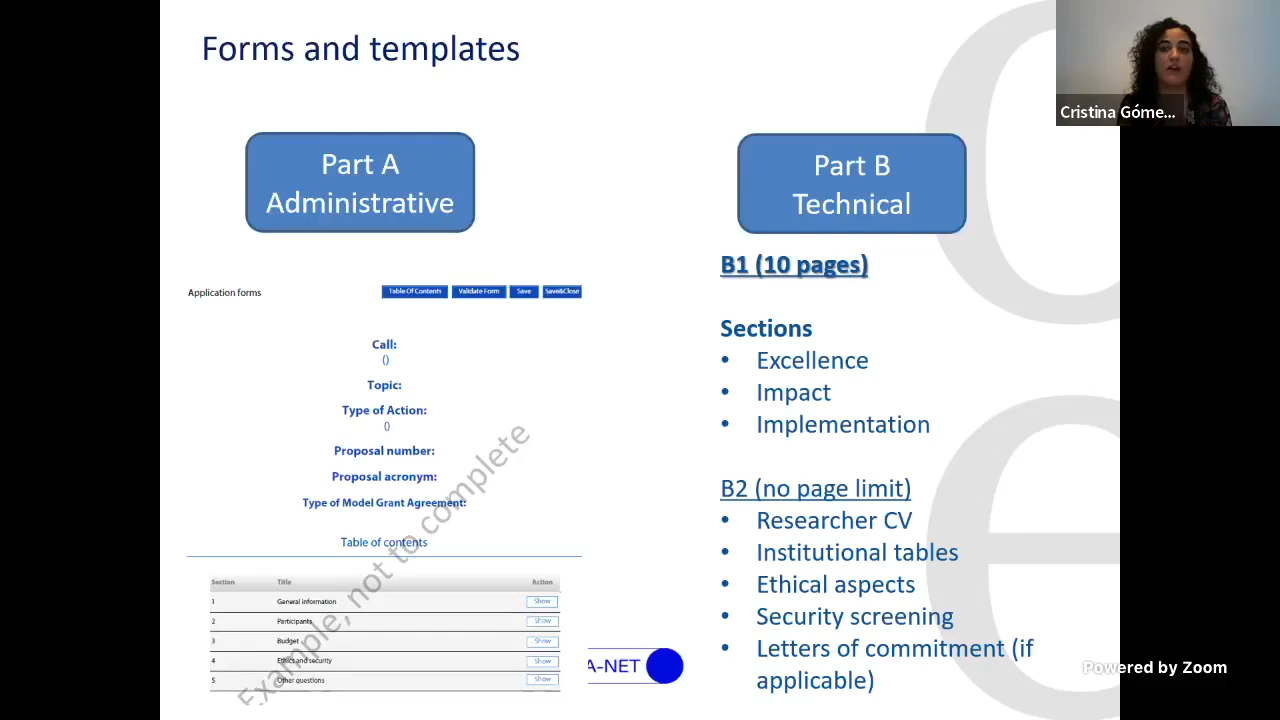 Forms and templates
Cristina Góme...
Part A
Administrative
Part B
Technical
Application forms
Table Of Contents
Validate Form
Save
Save&Close
Call:
()
Topic:
Type of Action:
()
Proposal number:
Proposal acronym:
Type of Model Grant Agreement:
Table of contents
Section Title Action
1 General information Show
2 Participants Show
3 Budget Show
4 Ethics and security Show
5 Other questions Show
Example, not to complete
A-NET
B1 (10 pages)
Sections
• Excellence
• Impact
• Implementation
B2 (no page limit)
• Researcher CV
• Institutional tables
• Ethical aspects
• Security screening
• Letters of commitment (if
applicable)
Powered by Zoom